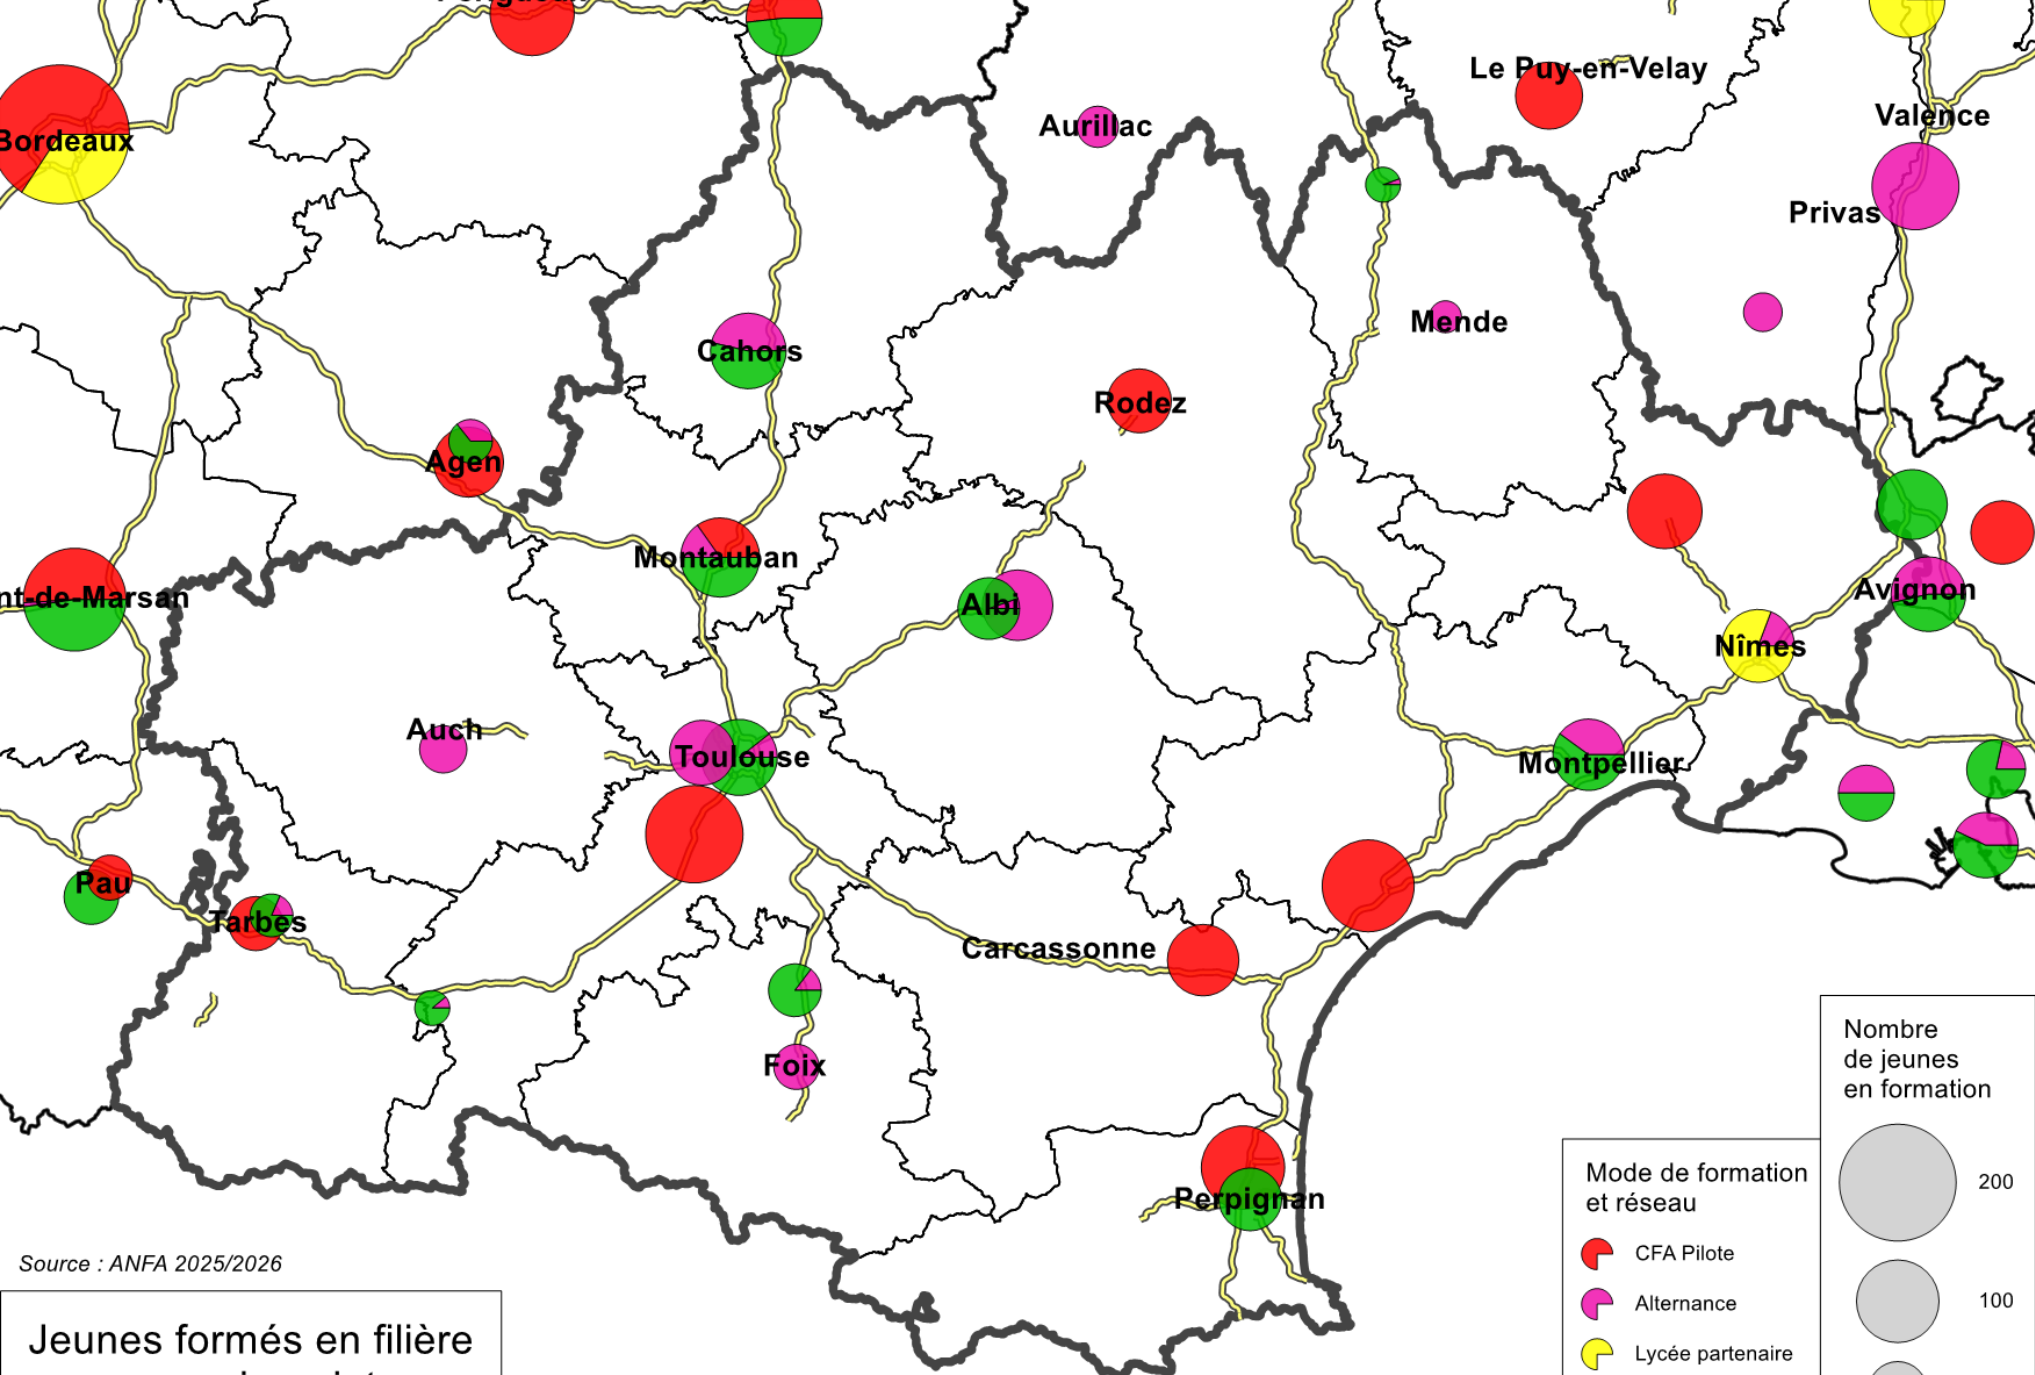 Le Puy-en-Velay
Aurillac
Valence
Bordeaux
Privas
Mende
Cahors
Rodez
Agen
Montauban
nt-de-Marsan
Albi
Avignon
Nîmes
Auch
Toulouse
Montpellier
Pau
Tarbes
Carcassonne
Foix
Perpignan
Nombre
de jeunes
en formation
200
100
Mode de formation
et réseau
CFA Pilote
Alternance
Lycée partenaire
Source : ANFA 2025/2026
Jeunes formés en filière